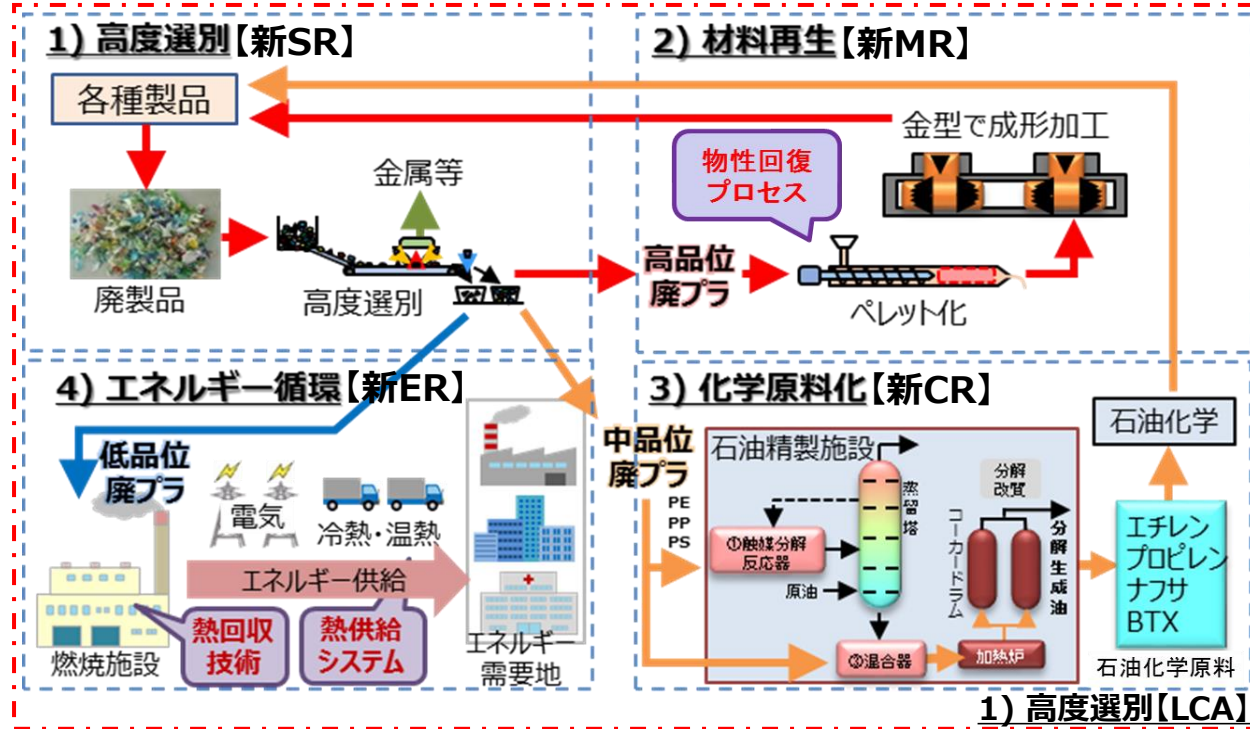 1) 高度選別【新SR】
各種製品
廃製品
金属等
高度選別
2) 材料再生【新MR】
金型で成形加工
物性回復
プロセス
高品位
廃プラ
ペレット化
4) エネルギー循環【新ER】
低品位
廃プラ
電気
冷熱・温熱
エネルギー供給
熱回収
技術
熱供給
システム
燃焼施設
エネルギー
需要地
3) 化学原料化【新CR】
中品位
廃プラ
PE
PP
PS
石油精製施設
蒸留塔
①触媒分解
反応器
原油
②混合器
加熱炉
コーカードラム
分解
改質
分解生成油
石油化学
エチレン
プロピレン
ナフサ
BTX
石油化学原料
1) 高度選別【LCA】